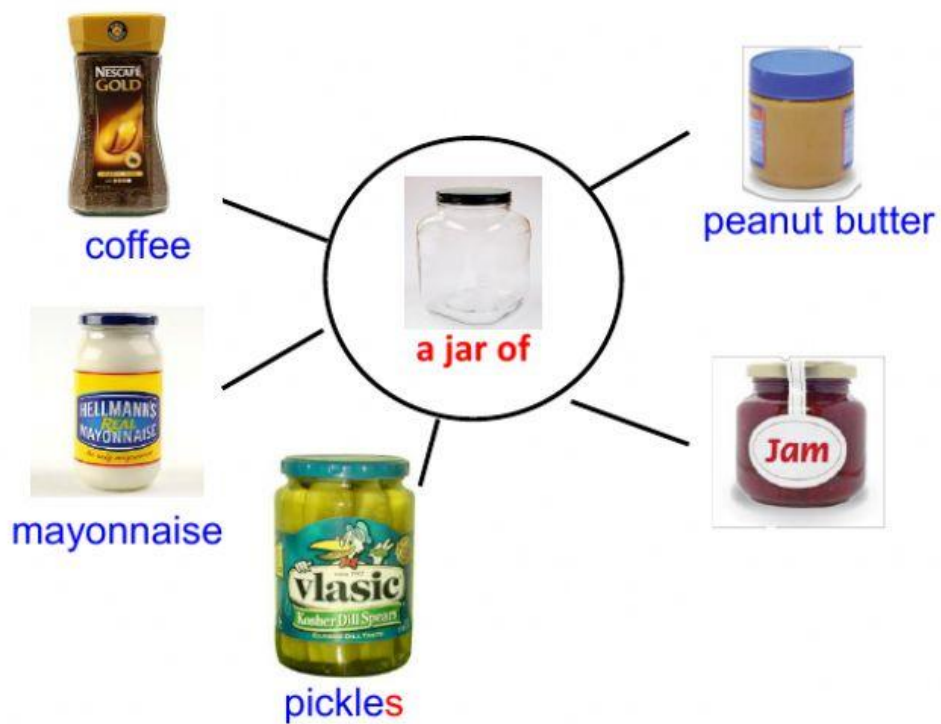 NESCAFÉ
GOLD
coffee
peanut butter
a jar of
HELLMANN'S
REAL
MAYONNAISE
mayonnaise
Jam
vlasic
Kosher Dill Spears
pickles